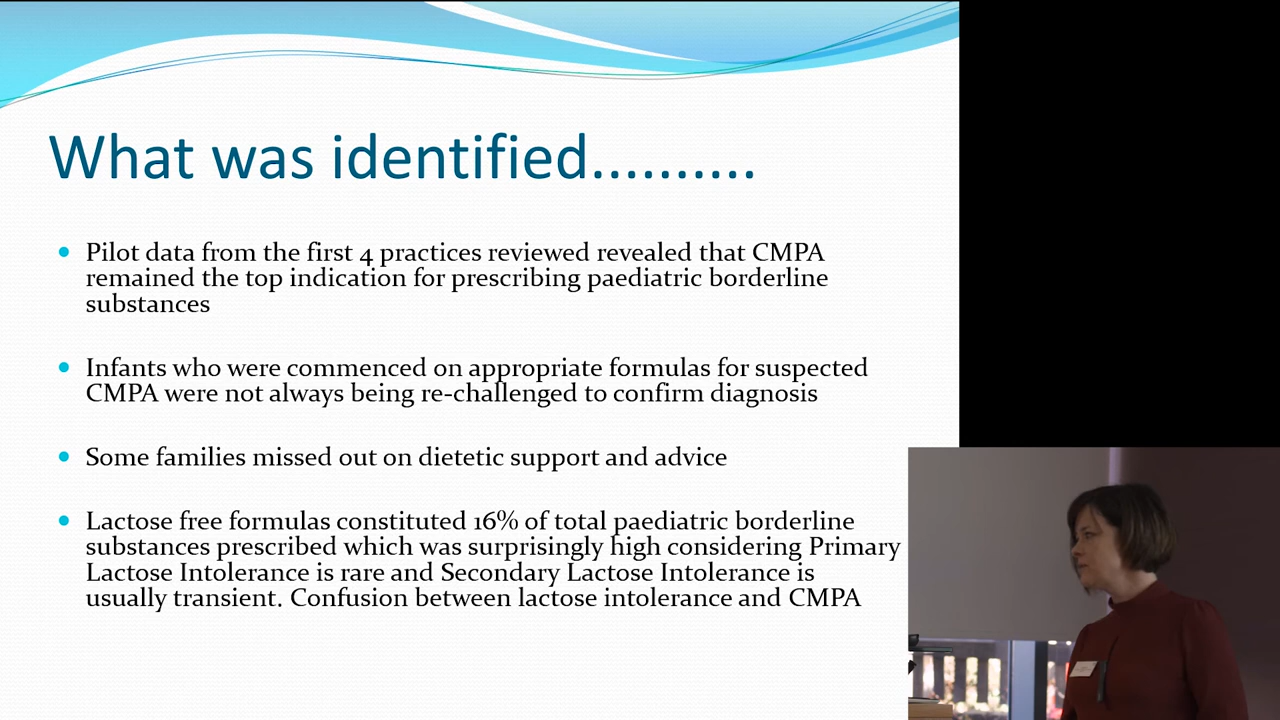 What was identified..........
Pilot data from the first 4 practices reviewed revealed that CMPA
remained the top indication for prescribing paediatric borderline
substances
Infants who were commenced on appropriate formulas for suspected
CMPA were not always being re-challenged to confirm diagnosis
Some families missed out on dietetic support and advice
Lactose free formulas constituted 16% of total paediatric borderline
substances prescribed which was surprisingly high considering Primary
Lactose Intolerance is rare and Secondary Lactose Intolerance is
usually transient. Confusion between lactose intolerance and CMPA